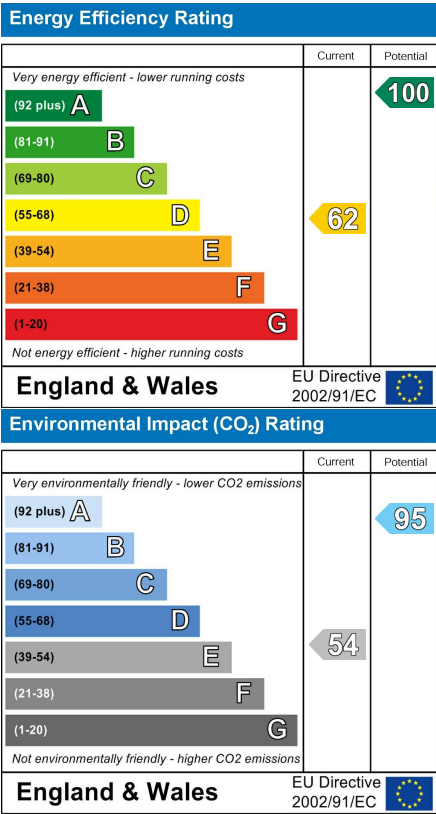 Energy Efficiency Rating
Current Potential
Very energy efficient - lower running costs
(92 plus) A
100
(81-91) B
(69-80) C
(55-68) D
62
(39-54) E
(21-38) F
(1-20) G
Not energy efficient - higher running costs
England & Wales
EU Directive
2002/91/EC
Environmental Impact (CO₂) Rating
Current Potential
Very environmentally friendly - lower CO2 emissions
(92 plus) A
95
(81-91) B
(69-80) C
(55-68) D
(39-54) E
54
(21-38) F
(1-20) G
Not environmentally friendly - higher CO2 emissions
England & Wales
EU Directive
2002/91/EC